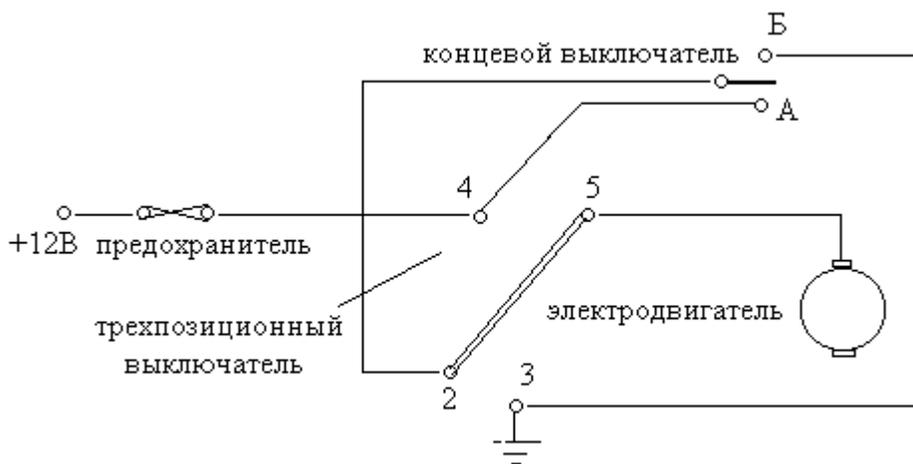 Б
концевой выключатель
А
4
5
+12В
предохранитель
трехпозиционный
выключатель
электродвигатель
2
3